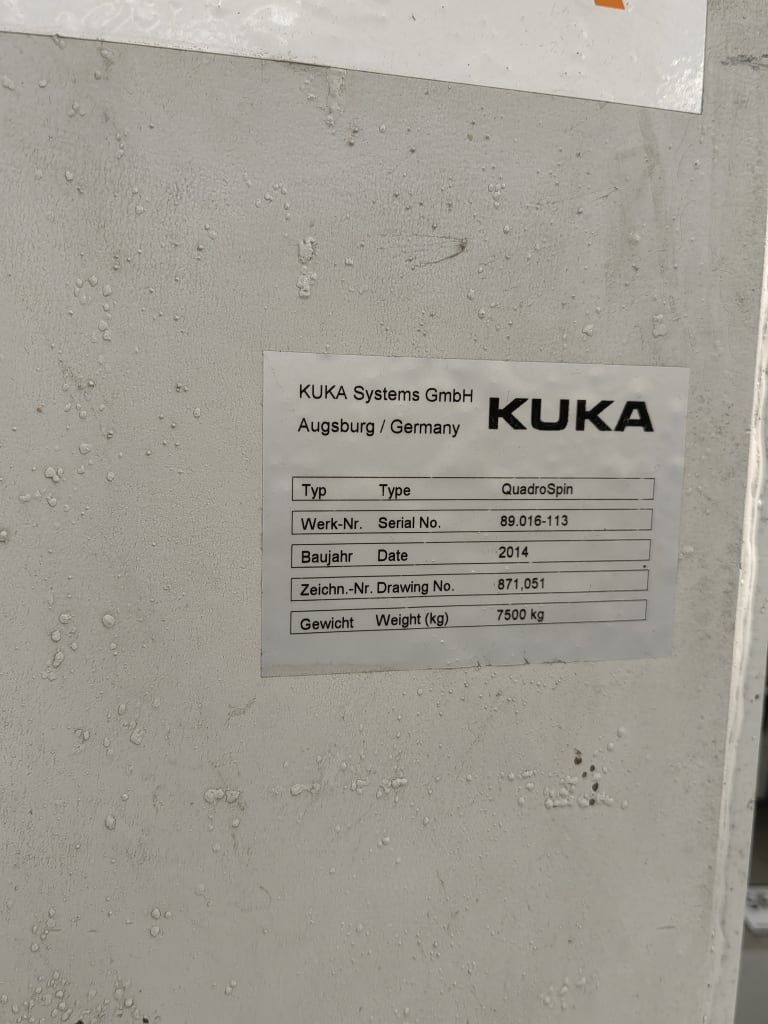 KUKA Systems GmbH
Augsburg / Germany
KUKA
Typ Type QuadroSpin
Werk-Nr. Serial No. 89.016-113
Baujahr Date 2014
Zeichn.-Nr. Drawing No. 871,051
Gewicht Weight (kg) 7500 kg